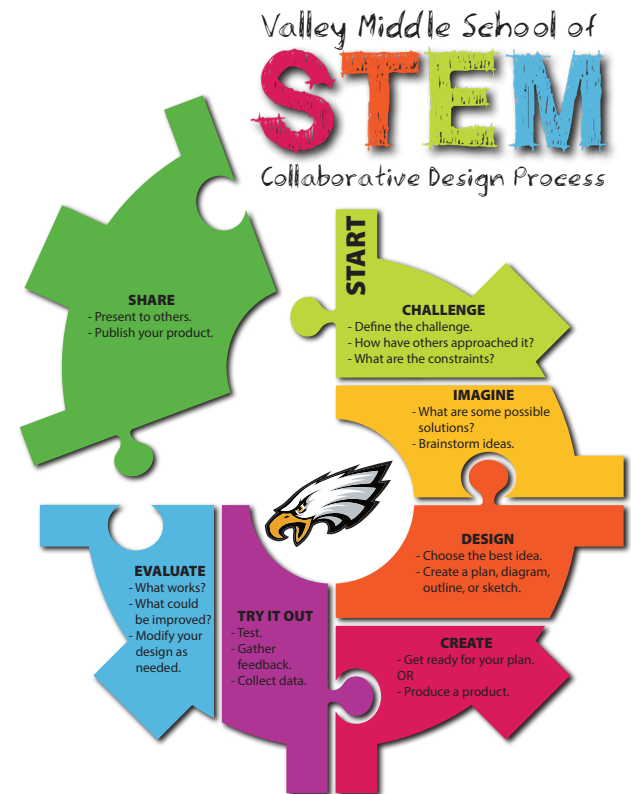 Valley Middle School of
STEM
Collaborative Design Process
START
CHALLENGE
- Define the challenge.
- How have others approached it?
- What are the constraints?
IMAGINE
- What are some possible
solutions?
- Brainstorm ideas.
DESIGN
- Choose the best idea.
- Create a plan, diagram,
outline, or sketch.
CREATE
- Get ready for your plan.
OR
- Produce a product.
TRY IT OUT
- Test.
- Gather
feedback.
- Collect data.
EVALUATE
- What works?
- What could
be improved?
- Modify your
design as
needed.
SHARE
- Present to others.
- Publish your product.